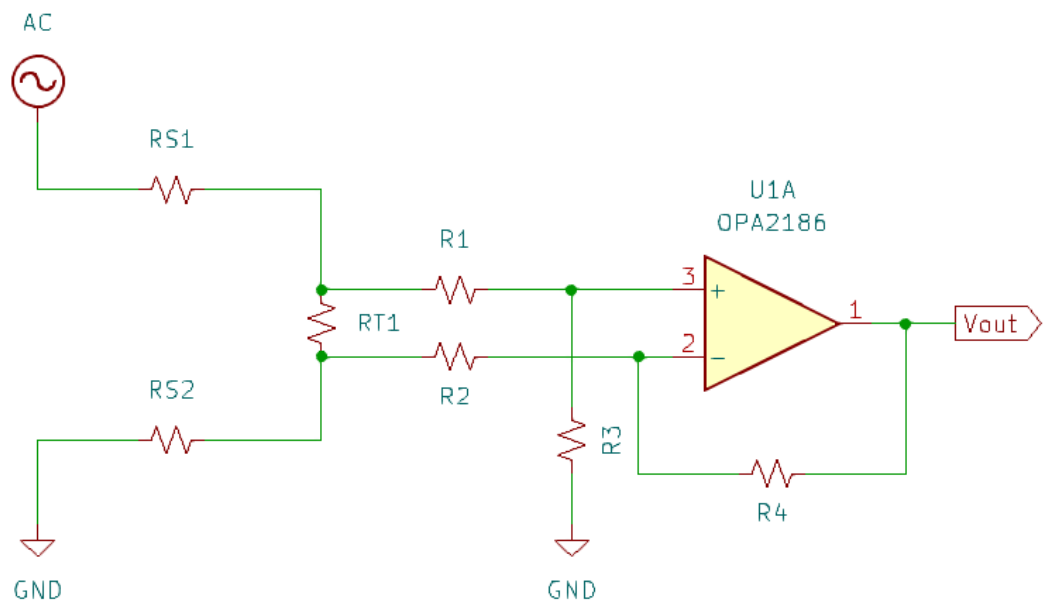 AC
RS1
U1A
OPA2186
R1
3
+
RT1
1
Vout
2
−
RS2
R2
R3
R4
GND
GND